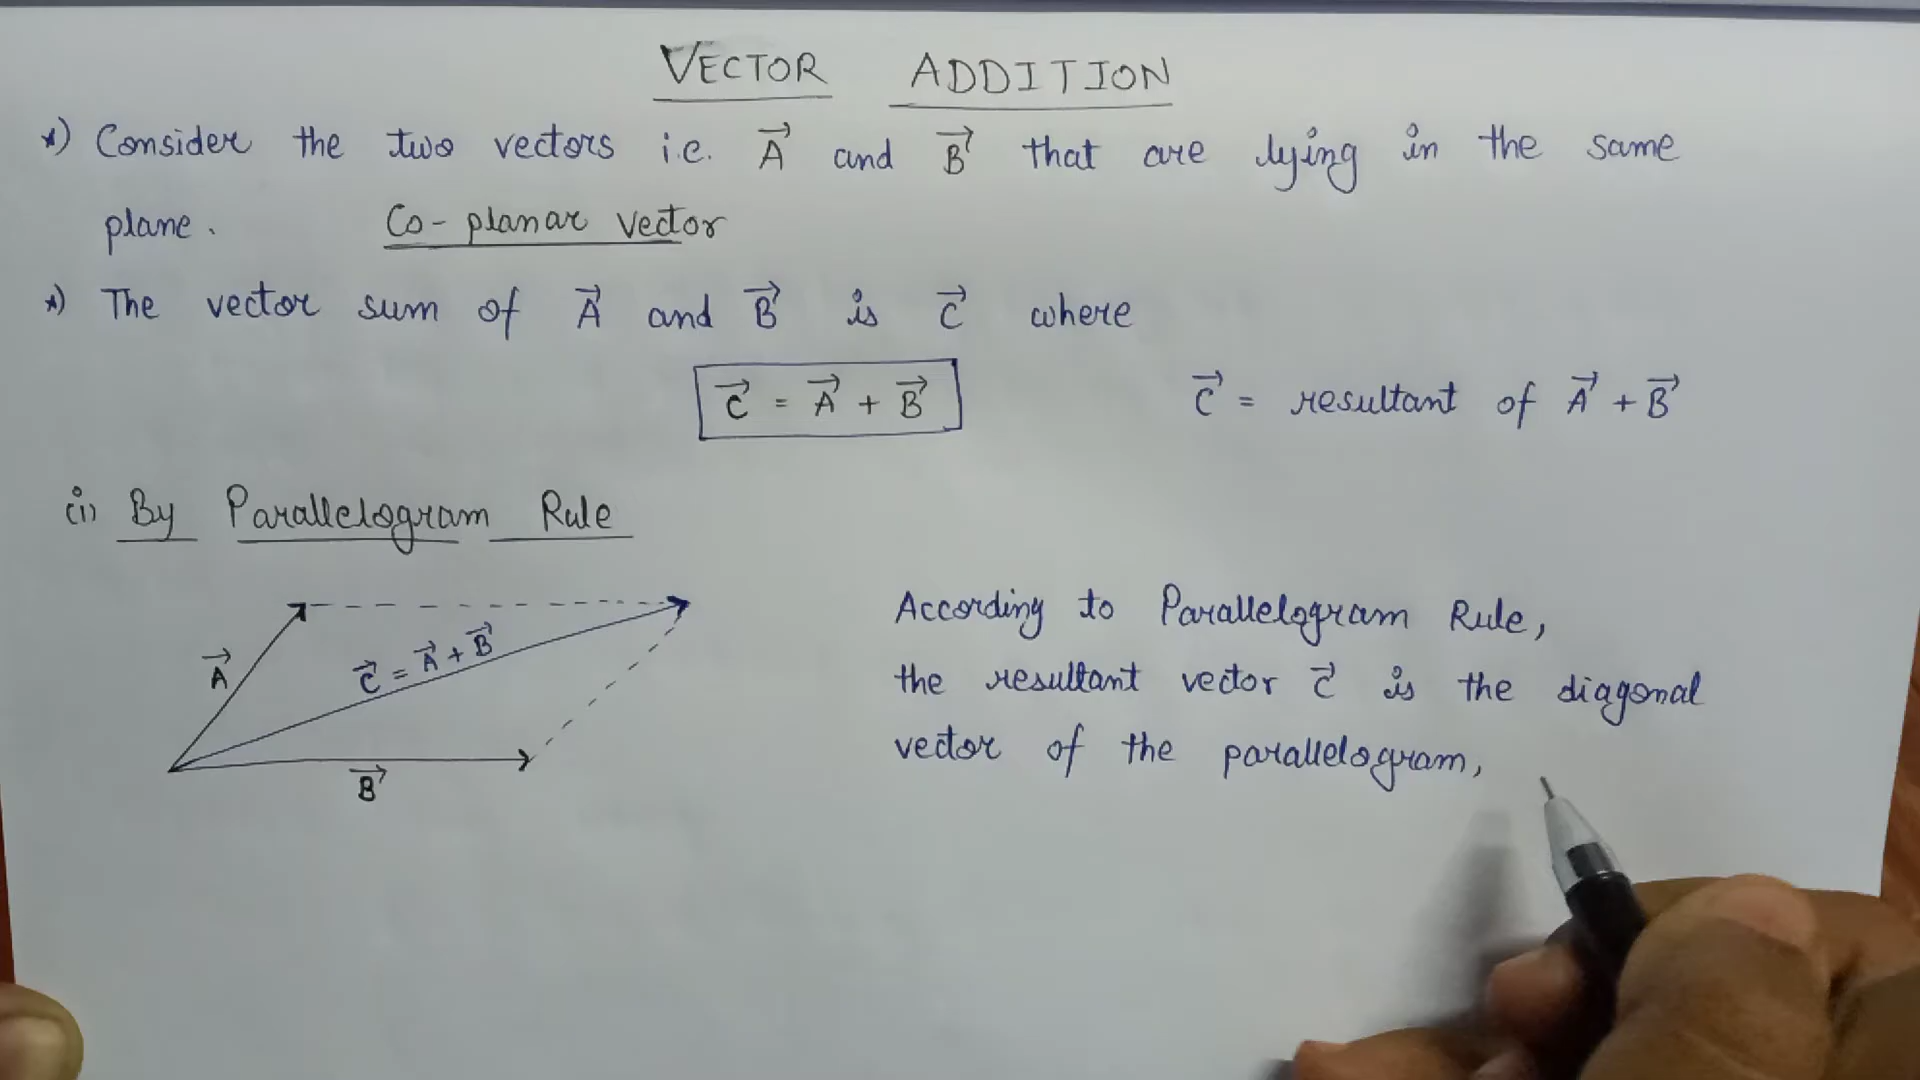 VECTOR ADDITION
*) Consider the two vectors i.e. A⃗ and B⃗ that are lying in the same
plane. Co-planar vector
*) The vector sum of A⃗ and B⃗ is C⃗ where
C⃗ = A⃗ + B⃗
C⃗ = resultant of A⃗ + B⃗
(i) By Parallelogram Rule
A⃗
C⃗ = A⃗ + B⃗
B⃗
According to Parallelogram Rule,
the resultant vector C⃗ is the diagonal
vector of the parallelogram,